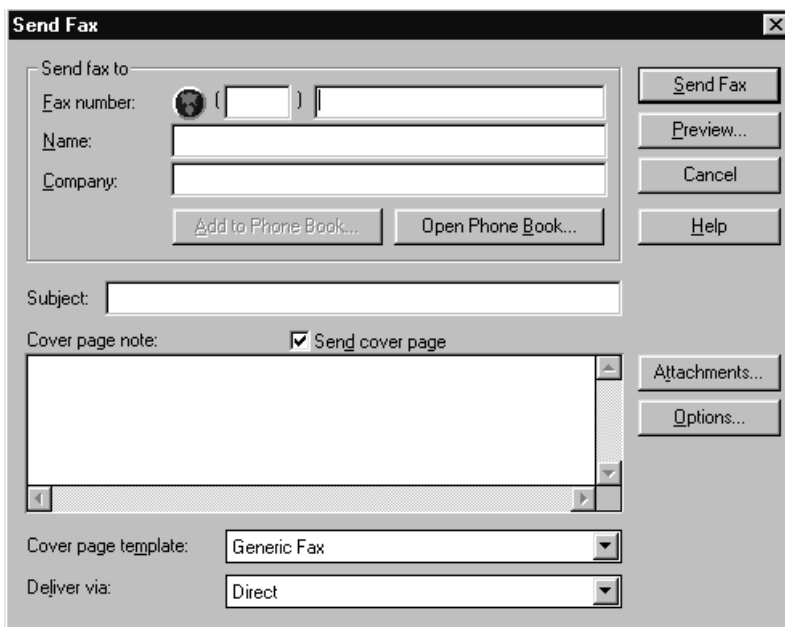 Send Fax
Send fax to
Fax number: ( )
Name:
Company:
Add to Phone Book... Open Phone Book...
Send Fax
Preview...
Cancel
Help
Subject:
Cover page note: Send cover page
Attachments...
Options...
Cover page template: Generic Fax
Deliver via: Direct